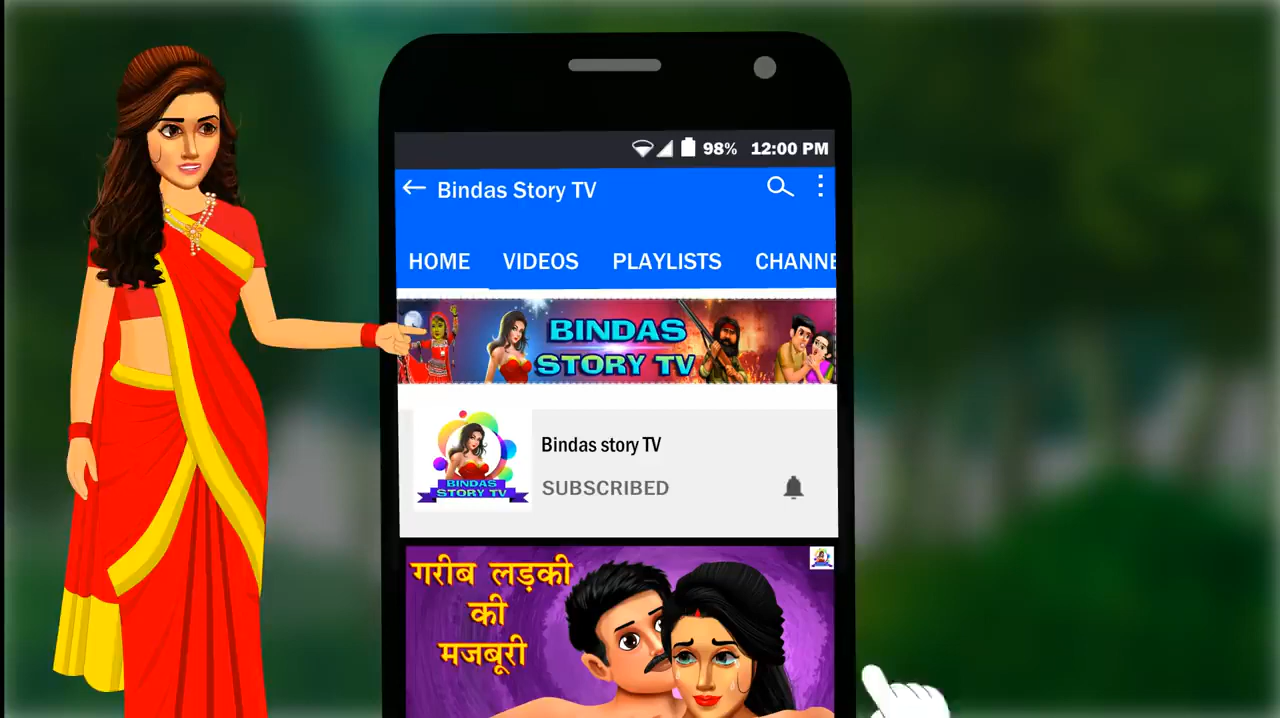 98% 12:00 PM
Bindas Story TV
HOME VIDEOS PLAYLISTS CHANNE
BINDAS
STORY TV
Bindas story TV
SUBSCRIBED
BINDAS
STORY TV
गरीब लड़की
की
मजबूरी